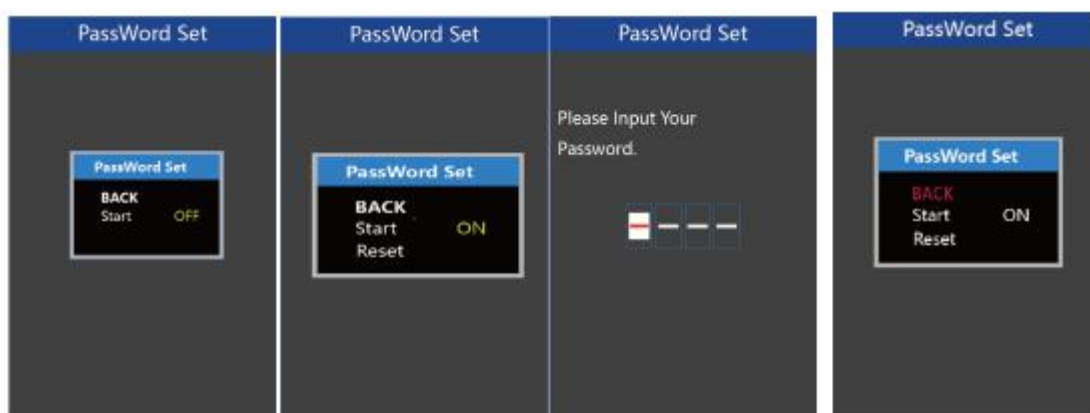 PassWord Set
PassWord Set
BACK
Start OFF
PassWord Set
PassWord Set
BACK
Start ON
Reset
PassWord Set
Please Input Your
Password.
PassWord Set
PassWord Set
BACK
Start ON
Reset